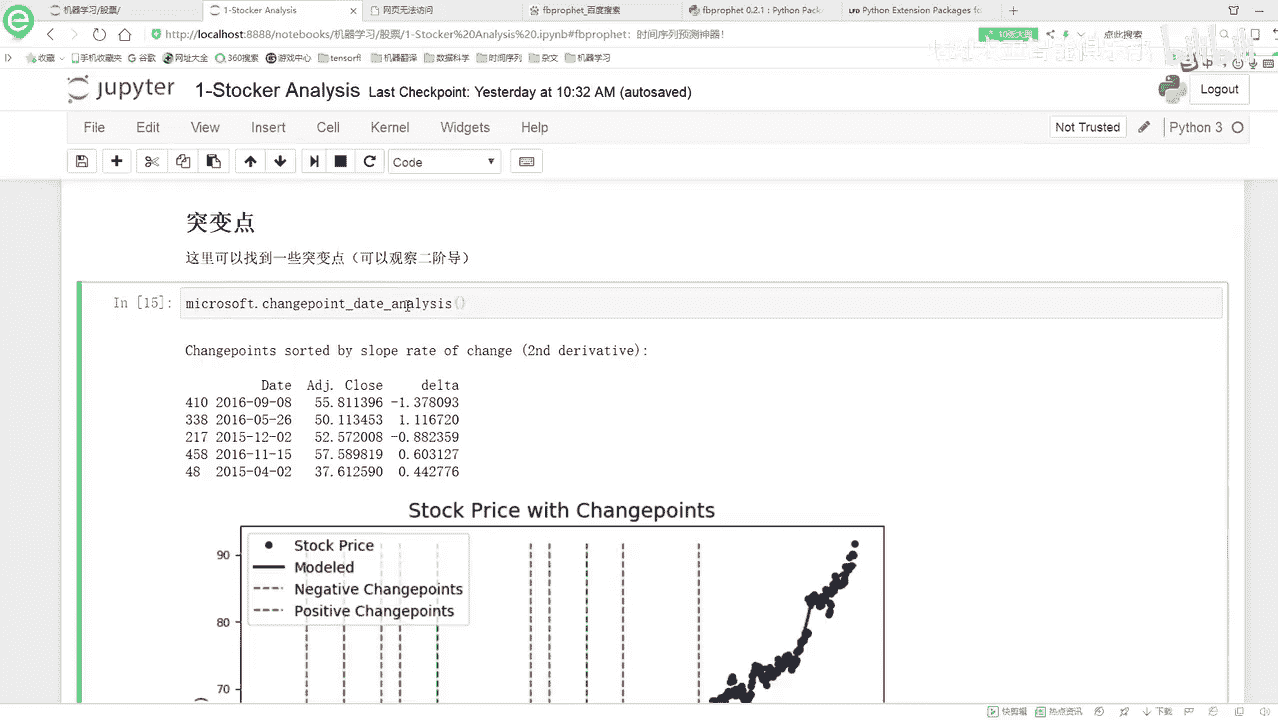 机器学习/股票/
1-Stocker Analysis
网页无法访问
fbprophet_百度搜索
fbprophet 0.2.1 : Python Pack
LFD Python Extension Packages fo
http://localhost:8888/notebooks/机器学习/股票/1-Stocker%20Analysis%20.ipynb#fbprophet：时间序列预测神器!
点此搜索
收藏
手机收藏夹
谷歌
网址大全
360搜索
游戏中心
tensorfl
机器翻译
数据科学
时间序列
杂文
机器学习
jupyter
1-Stocker Analysis Last Checkpoint: Yesterday at 10:32 AM (autosaved)
Logout
File Edit View Insert Cell Kernel Widgets Help
Not Trusted
Python 3
Code
突变点
这里可以找到一些突变点（可以观察二阶导）
In [15]: microsoft.changepoint_date_analysis()
Changepoints sorted by slope rate of change (2nd derivative):
Date Adj. Close delta
410 2016-09-08 55.811396 -1.378093
338 2016-05-26 50.113453 1.116720
217 2015-12-02 52.572008 -0.882359
458 2016-11-15 57.589819 0.603127
48 2015-04-02 37.612590 0.442776
Stock Price with Changepoints
Stock Price
Modeled
Negative Changepoints
Positive Changepoints
90
80
70
快剪辑
热点资讯
下载